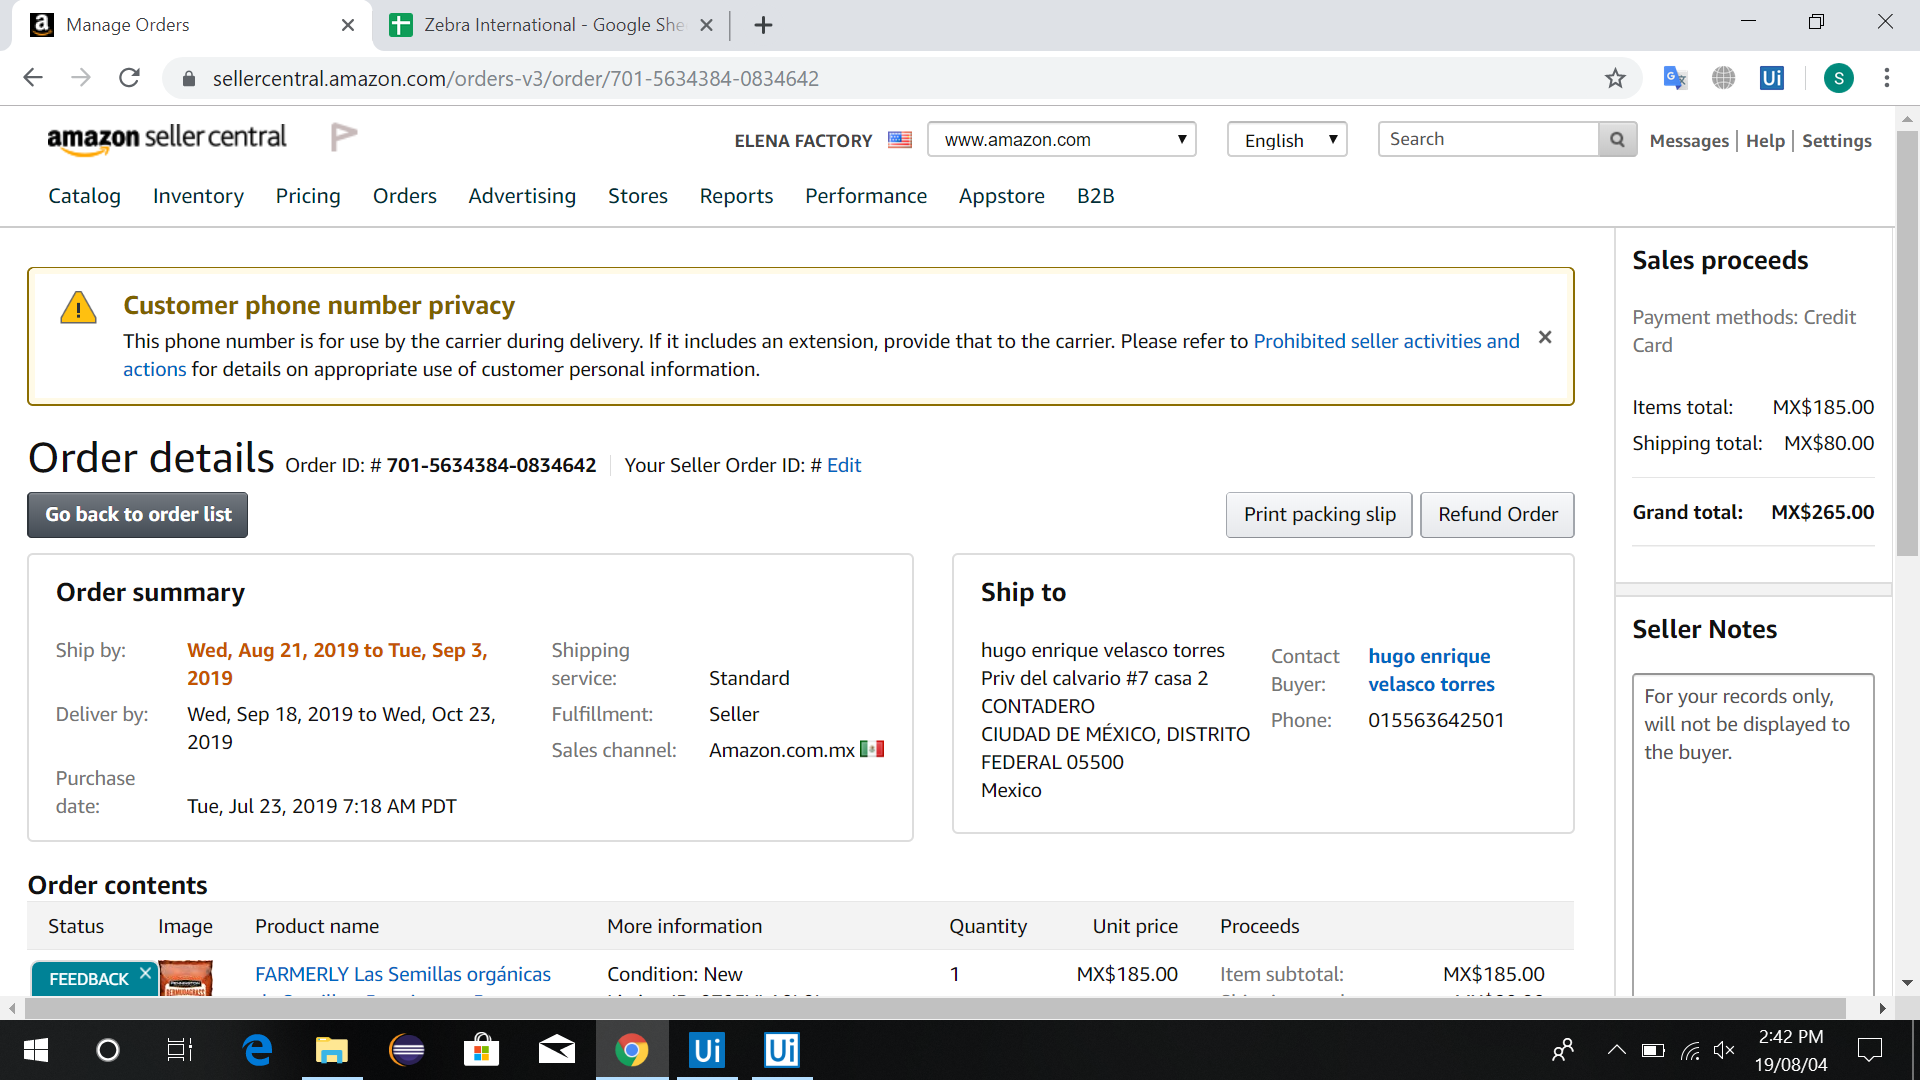 Manage Orders
Zebra International - Google She
sellercentral.amazon.com/orders-v3/order/701-5634384-0834642
S
amazon seller central
ELENA FACTORY
www.amazon.com
English
Search
Messages | Help | Settings
Catalog Inventory Pricing Orders Advertising Stores Reports Performance Appstore B2B
Customer phone number privacy
This phone number is for use by the carrier during delivery. If it includes an extension, provide that to the carrier. Please refer to Prohibited seller activities and
actions for details on appropriate use of customer personal information.
Order details Order ID: # 701-5634384-0834642 Your Seller Order ID: # Edit
Go back to order list
Print packing slip
Refund Order
Order summary
Ship by: Wed, Aug 21, 2019 to Tue, Sep 3,
2019
Deliver by: Wed, Sep 18, 2019 to Wed, Oct 23,
2019
Purchase
date: Tue, Jul 23, 2019 7:18 AM PDT
Shipping
service: Standard
Fulfillment: Seller
Sales channel: Amazon.com.mx
Ship to
hugo enrique velasco torres
Priv del calvario #7 casa 2
CONTADERO
CIUDAD DE MÉXICO, DISTRITO
FEDERAL 05500
Mexico
Contact hugo enrique
Buyer: velasco torres
Phone: 015563642501
Sales proceeds
Payment methods: Credit
Card
Items total: MX$185.00
Shipping total: MX$80.00
Grand total: MX$265.00
Seller Notes
For your records only,
will not be displayed to
the buyer.
Order contents
Status Image Product name More information Quantity Unit price Proceeds
FEEDBACK
FARMERLY Las Semillas orgánicas
Condition: New
1
MX$185.00
Item subtotal: MX$185.00
Ui
Ui
Ui
2:42 PM
19/08/04